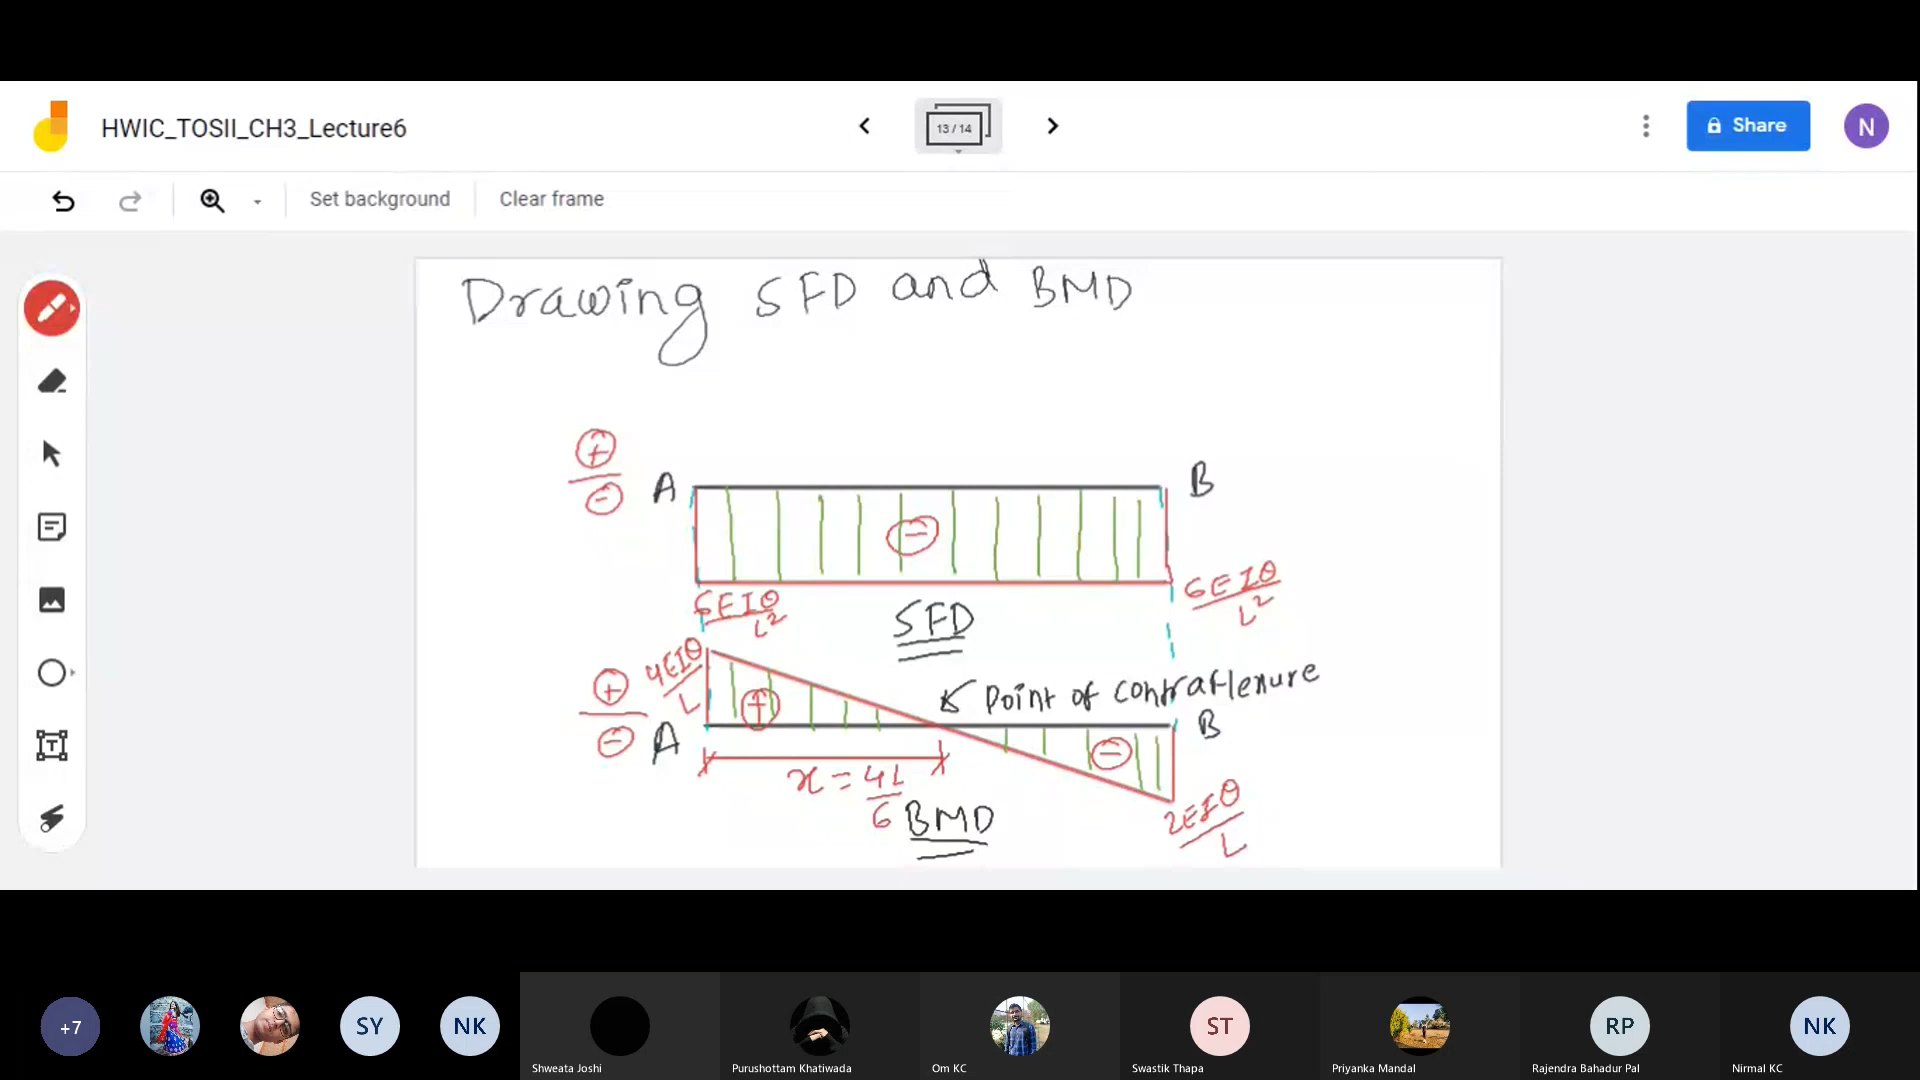 HWIC_TOSII_CH3_Lecture6
13 / 14
Share
N
Set background
Clear frame
Drawing SFD and BMD
+
−
A
B
−
6EIθ/L²
6EIθ/L²
SFD
4EIθ/L
+
−
A
+
Point of contraflexure
B
−
x = 4L/6
2EIθ/L
BMD
+7
SY
NK
ST
RP
NK
Shweata Joshi
Purushottam Khatiwada
Om KC
Swastik Thapa
Priyanka Mandal
Rajendra Bahadur Pal
Nirmal KC